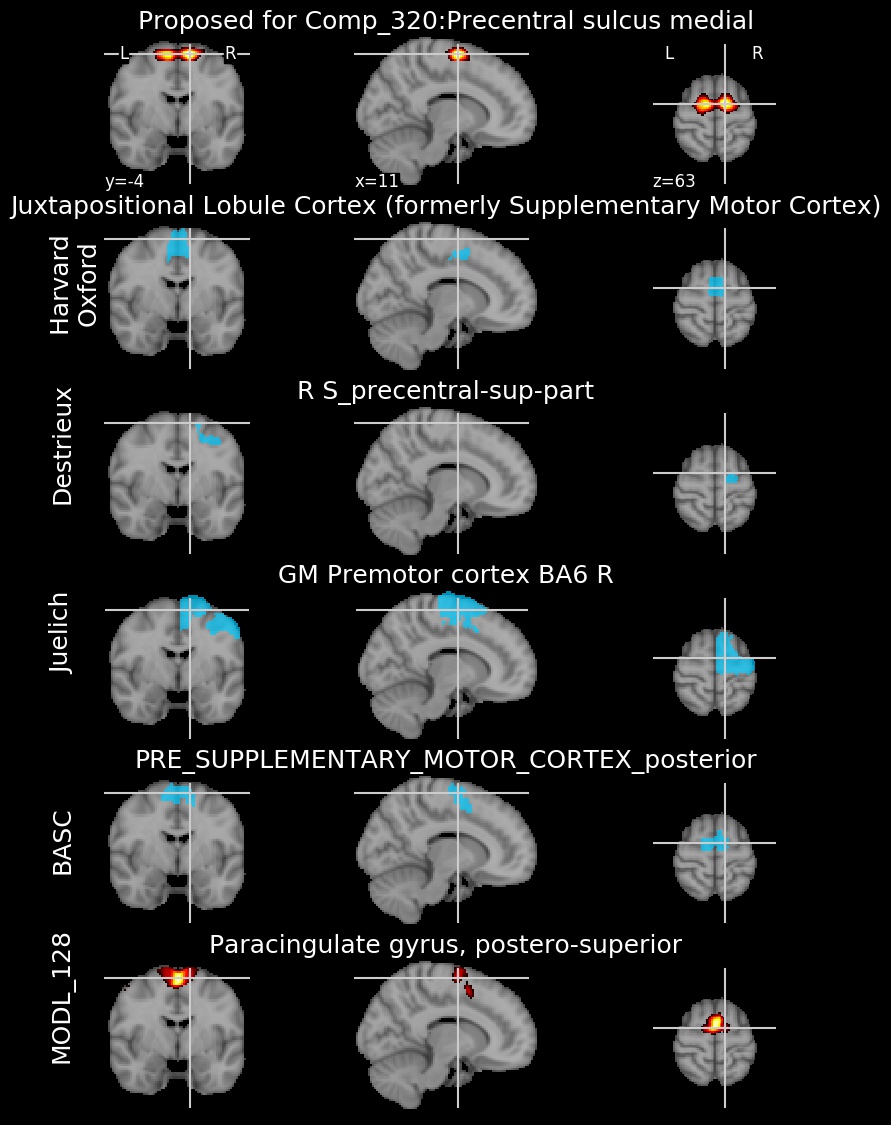 Proposed for Comp_320:Precentral sulcus medial
L R
L R
y=-4 x=11 z=63
Juxtapositional Lobule Cortex (formerly Supplementary Motor Cortex)
Harvard
Oxford
R S_precentral-sup-part
Destrieux
GM Premotor cortex BA6 R
Juelich
PRE_SUPPLEMENTARY_MOTOR_CORTEX_posterior
BASC
Paracingulate gyrus, postero-superior
MODL_128